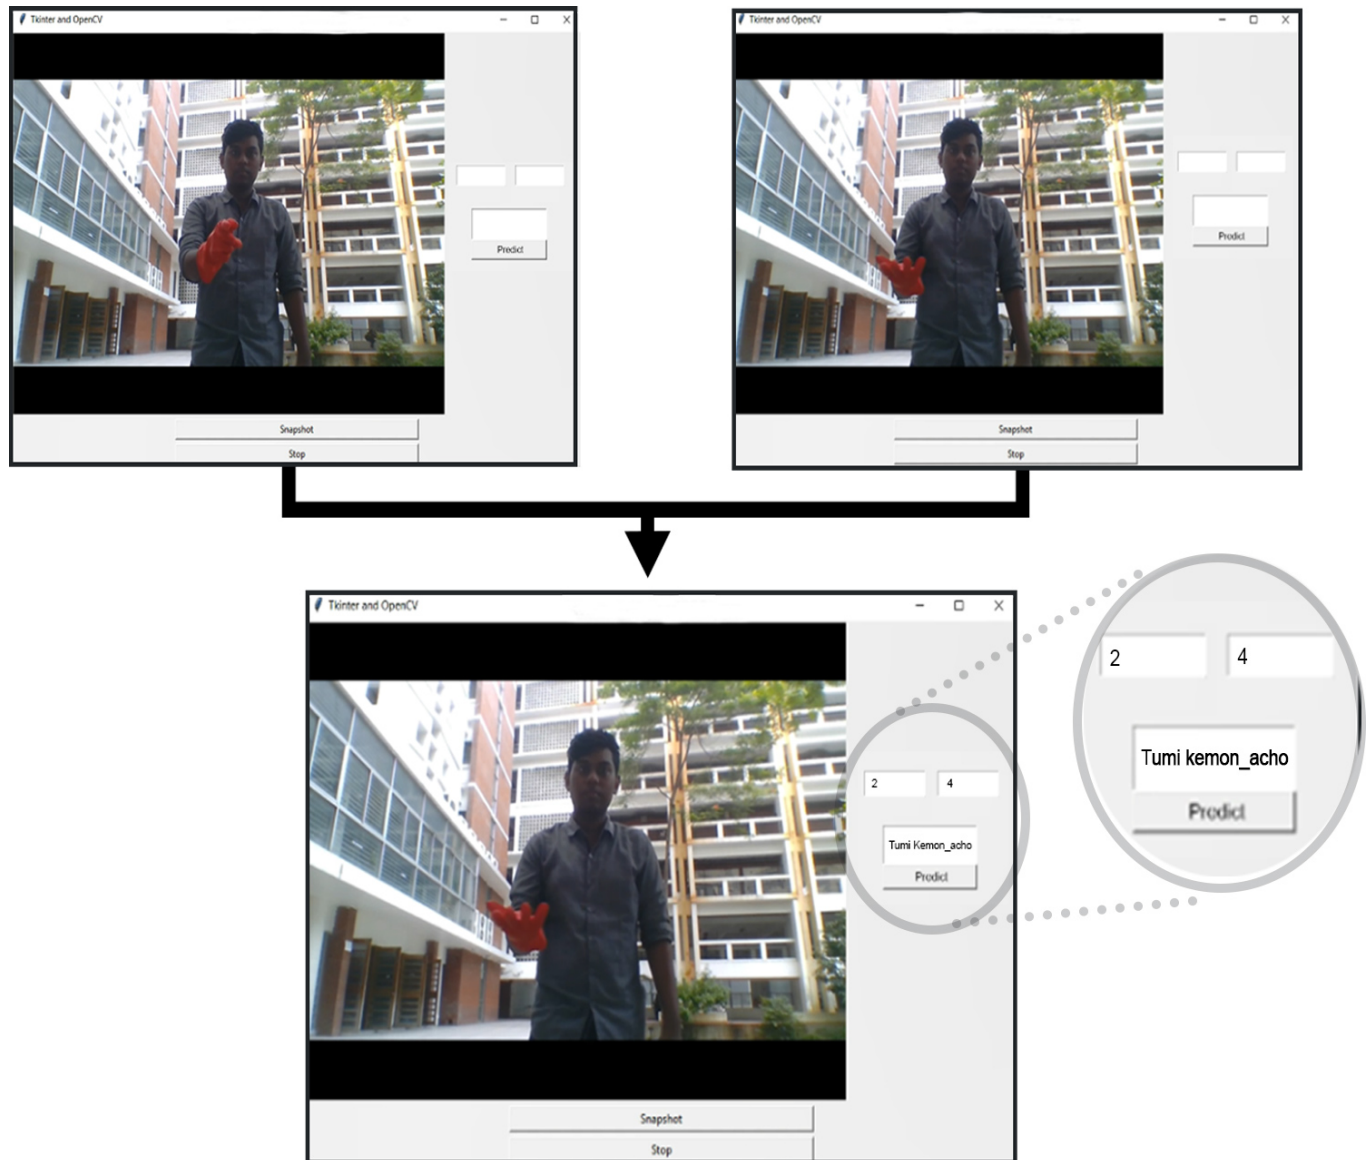 Tkinter and OpenCV
Predict
Snapshot
Stop
Tkinter and OpenCV
Predict
Snapshot
Stop
Tkinter and OpenCV
2 4
Tumi Kemon_acho
Predict
Snapshot
Stop
2 4
Tumi kemon_acho
Predict